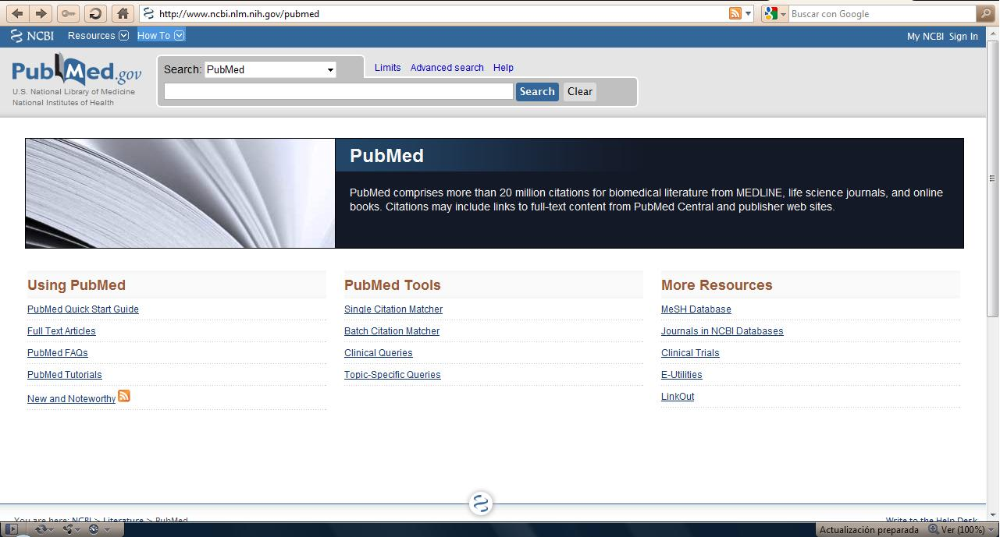 http://www.ncbi.nlm.nih.gov/pubmed
Buscar con Google
NCBI Resources How To My NCBI Sign In
PubMed.gov
U.S. National Library of Medicine
National Institutes of Health
Search: PubMed
Limits Advanced search Help
Search Clear
PubMed
PubMed comprises more than 20 million citations for biomedical literature from MEDLINE, life science journals, and online
books. Citations may include links to full-text content from PubMed Central and publisher web sites.
Using PubMed
PubMed Quick Start Guide
Full Text Articles
PubMed FAQs
PubMed Tutorials
New and Noteworthy
PubMed Tools
Single Citation Matcher
Batch Citation Matcher
Clinical Queries
Topic-Specific Queries
More Resources
MeSH Database
Journals in NCBI Databases
Clinical Trials
E-Utilities
LinkOut
You are here: NCBI > Literature > PubMed
Write to the Help Desk
Actualización preparada Ver (100%)